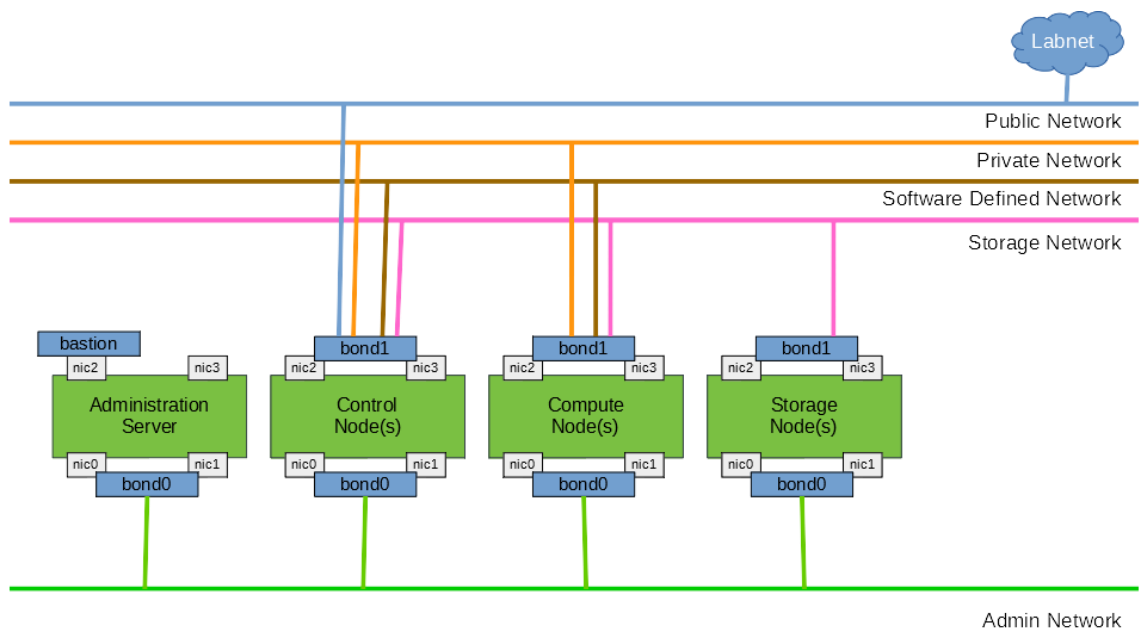 Labnet
Public Network
Private Network
Software Defined Network
Storage Network
bastion
bond1
bond1
bond1
nic2
nic3
nic2
nic3
nic2
nic3
nic2
nic3
Administration
Server
Control
Node(s)
Compute
Node(s)
Storage
Node(s)
nic0
nic1
nic0
nic1
nic0
nic1
nic0
nic1
bond0
bond0
bond0
bond0
Admin Network